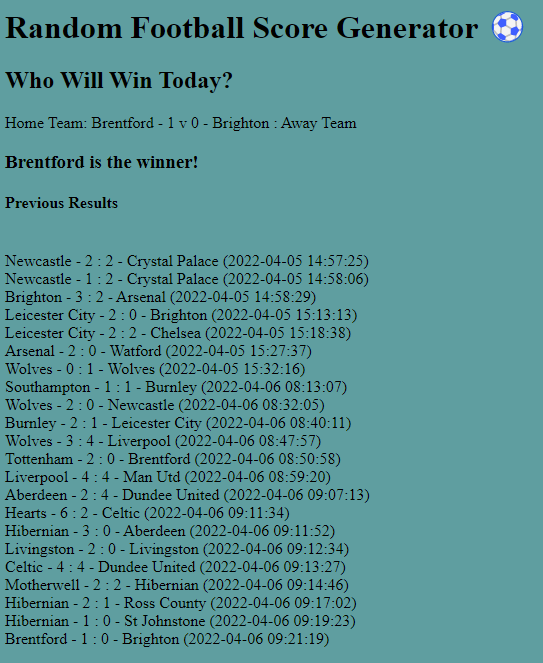 Random Football Score Generator ⚽
Who Will Win Today?
Home Team: Brentford - 1 v 0 - Brighton : Away Team
Brentford is the winner!
Previous Results
Newcastle - 2 : 2 - Crystal Palace (2022-04-05 14:57:25)
Newcastle - 1 : 2 - Crystal Palace (2022-04-05 14:58:06)
Brighton - 3 : 2 - Arsenal (2022-04-05 14:58:29)
Leicester City - 2 : 0 - Brighton (2022-04-05 15:13:13)
Leicester City - 2 : 2 - Chelsea (2022-04-05 15:18:38)
Arsenal - 2 : 0 - Watford (2022-04-05 15:27:37)
Wolves - 0 : 1 - Wolves (2022-04-05 15:32:16)
Southampton - 1 : 1 - Burnley (2022-04-06 08:13:07)
Wolves - 2 : 0 - Newcastle (2022-04-06 08:32:05)
Burnley - 2 : 1 - Leicester City (2022-04-06 08:40:11)
Wolves - 3 : 4 - Liverpool (2022-04-06 08:47:57)
Tottenham - 2 : 0 - Brentford (2022-04-06 08:50:58)
Liverpool - 4 : 4 - Man Utd (2022-04-06 08:59:20)
Aberdeen - 2 : 4 - Dundee United (2022-04-06 09:07:13)
Hearts - 6 : 2 - Celtic (2022-04-06 09:11:34)
Hibernian - 3 : 0 - Aberdeen (2022-04-06 09:11:52)
Livingston - 2 : 0 - Livingston (2022-04-06 09:12:34)
Celtic - 4 : 4 - Dundee United (2022-04-06 09:13:27)
Motherwell - 2 : 2 - Hibernian (2022-04-06 09:14:46)
Hibernian - 2 : 1 - Ross County (2022-04-06 09:17:02)
Hibernian - 1 : 0 - St Johnstone (2022-04-06 09:19:23)
Brentford - 1 : 0 - Brighton (2022-04-06 09:21:19)